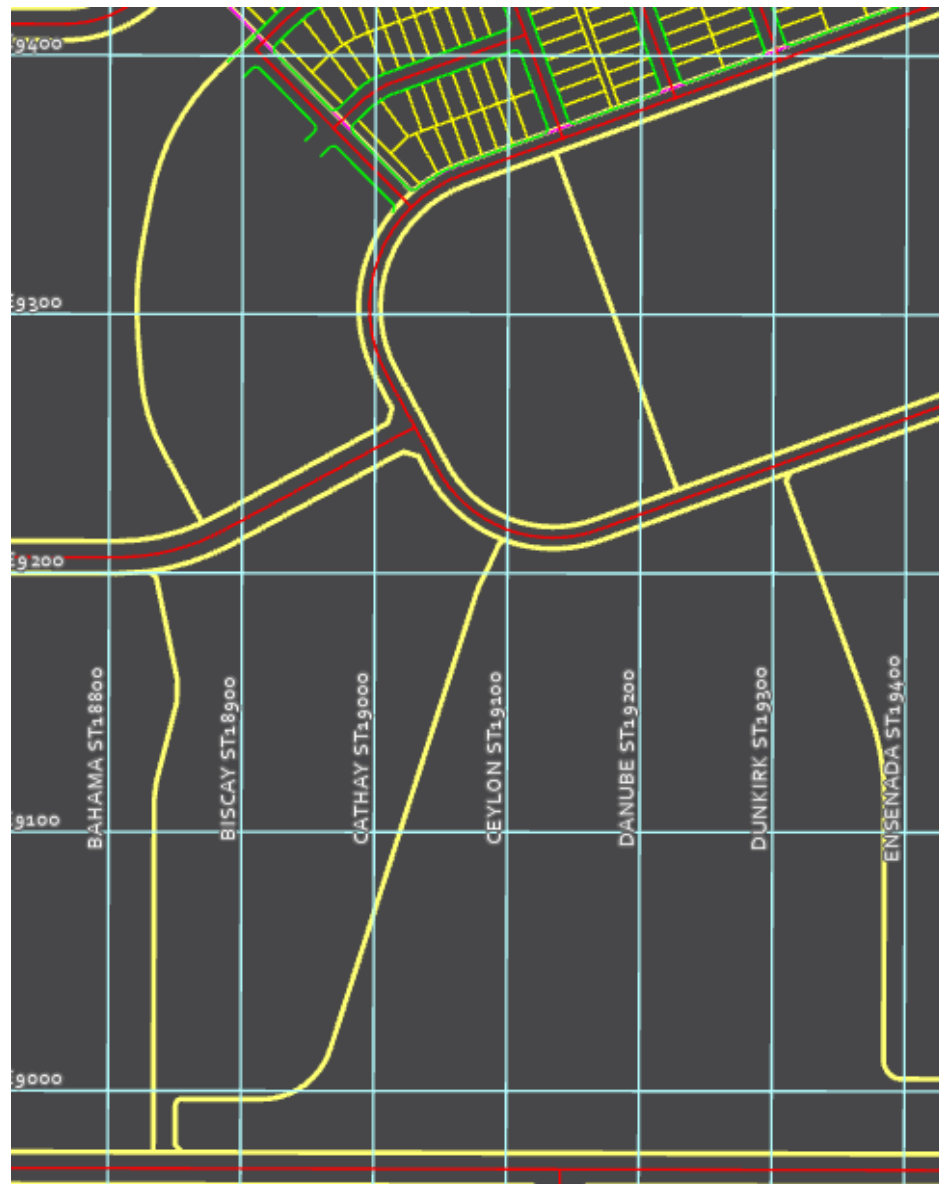 E9400
E9300
E9200
BAHAMA ST18800
BISCAY ST18900
CATHAY ST19000
CEYLON ST19100
DANUBE ST19200
DUNKIRK ST19300
ENSENADA ST19400
E9100
E9000